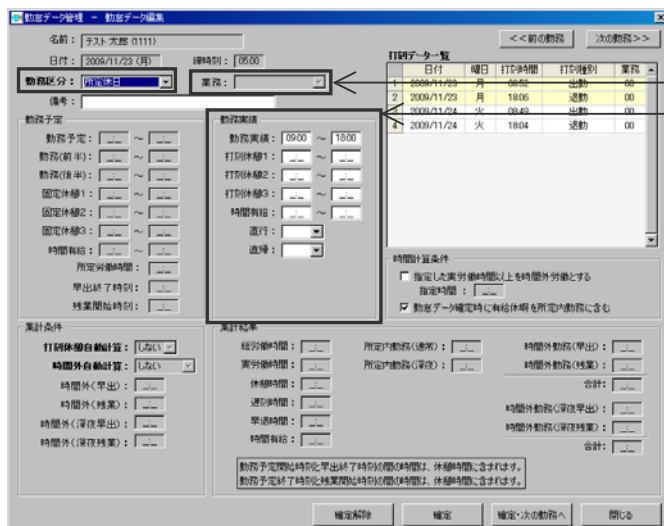 勤怠データ管理 － 勤怠データ編集
名前： テスト 太郎 (1111)
<<前の勤務 次の勤務>>
日付： 2009/11/23 (月) 締時刻： 05:00
勤務区分： 所定休日 業務：
備考：
打刻データ一覧
日付 曜日 打刻時間 打刻種別 業務
1 2009/11/23 月 08:52 出勤 00
2 2009/11/23 月 18:06 退勤 00
3 2009/11/24 火 08:49 出勤 00
4 2009/11/24 火 18:04 退勤 00
勤務予定
勤務予定： ～
勤務(前半)： ～
勤務(後半)： ～
固定休憩1： ～
固定休憩2： ～
固定休憩3： ～
時間有給： ～
所定労働時間：
早出終了時刻：
残業開始時刻：
勤務実績
勤務実績： 09:00 ～ 18:00
打刻休憩1： ～
打刻休憩2： ～
打刻休憩3： ～
時間有給： ～
直行：
直帰：
時間計算条件
指定した実労働時間以上を時間外労働とする
指定時間：
勤怠データ確定時に有給休暇を所定内勤務に含む
集計条件
打刻休憩自動計算： しない
時間外自動計算： しない
時間外(早出)：
時間外(残業)：
時間外(深夜早出)：
時間外(深夜残業)：
集計結果
総労働時間： 所定内勤務(通常)： 時間外勤務(早出)：
実労働時間： 所定内勤務(深夜)： 時間外勤務(残業)：
休憩時間： 合計：
遅刻時間： 時間外勤務(深夜早出)：
早退時間： 時間外勤務(深夜残業)：
時間有給： 合計：
勤務予定開始時刻と早出終了時刻の間の時間は、休憩時間に含まれます。
勤務予定終了時刻と残業開始時刻の間の時間は、休憩時間に含まれます。
確定解除 確定 確定・次の勤務へ 閉じる